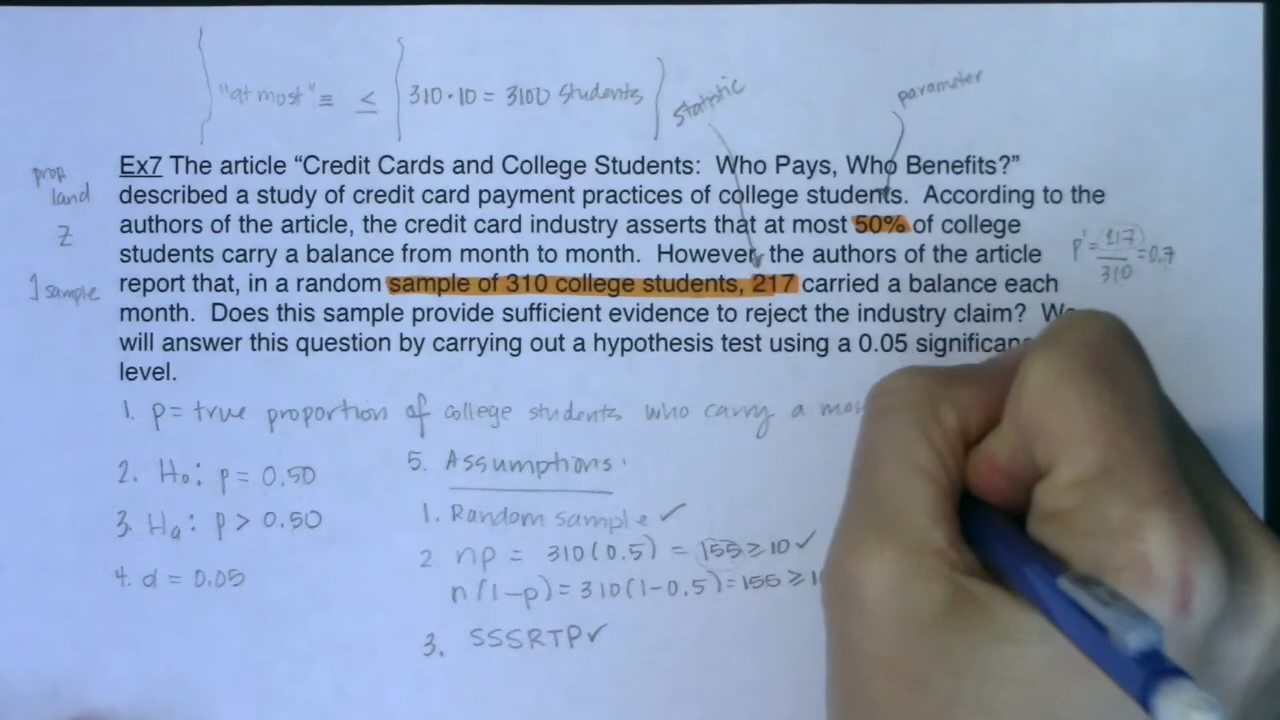 "at most" ≡ ≤
310·10 = 3100 students
statistic
parameter
prop
land
Z
1 sample
Ex7 The article “Credit Cards and College Students: Who Pays, Who Benefits?”
described a study of credit card payment practices of college students. According to the
authors of the article, the credit card industry asserts that at most 50% of college
students carry a balance from month to month. However, the authors of the article
report that, in a random sample of 310 college students, 217 carried a balance each
month. Does this sample provide sufficient evidence to reject the industry claim? We
will answer this question by carrying out a hypothesis test using a 0.05
level.
p' = 217/310 = 0.7
1. p = true proportion of college students who carry a
2. Ho: p = 0.50
3. Ha: p > 0.50
4. α = 0.05
5. Assumptions:
1. Random sample ✓
2. np = 310(0.5) = 155 ≥ 10 ✓
n(1-p) = 310(1-0.5) = 155 ≥
3. SSSRTP ✓